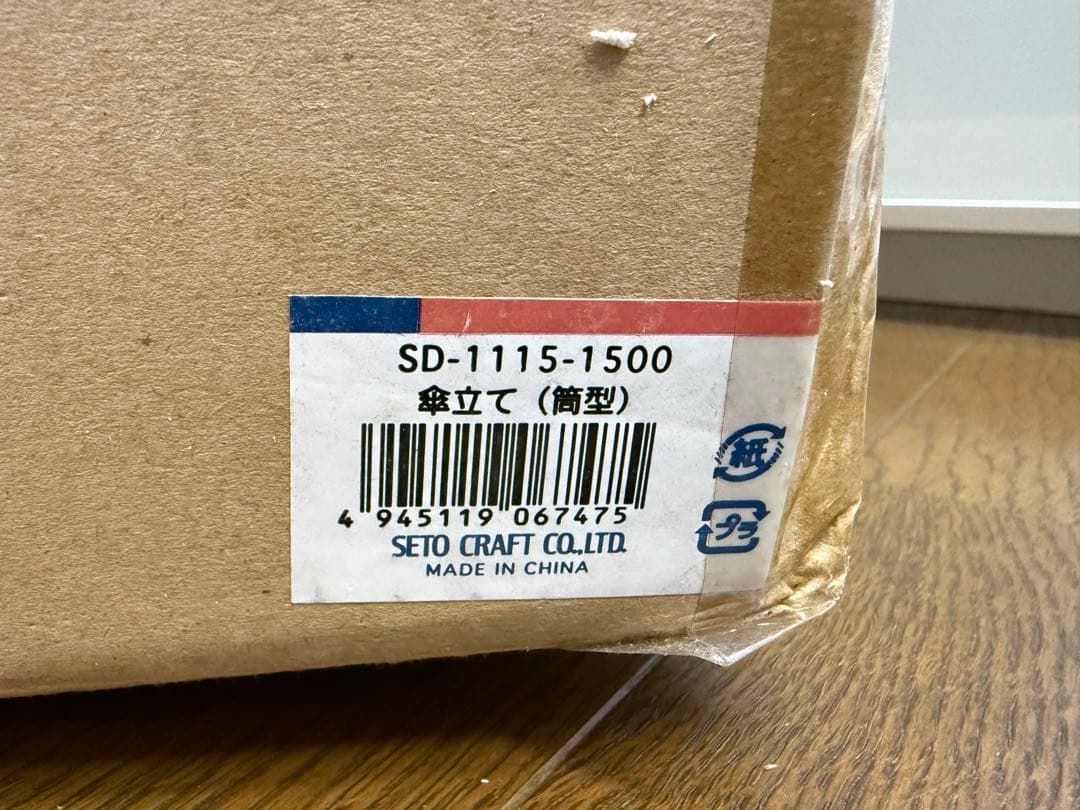 SD-1115-1500
傘立て（筒型）
4 945119 067475
SETO CRAFT CO.,LTD.
MADE IN CHINA
紙
プラ